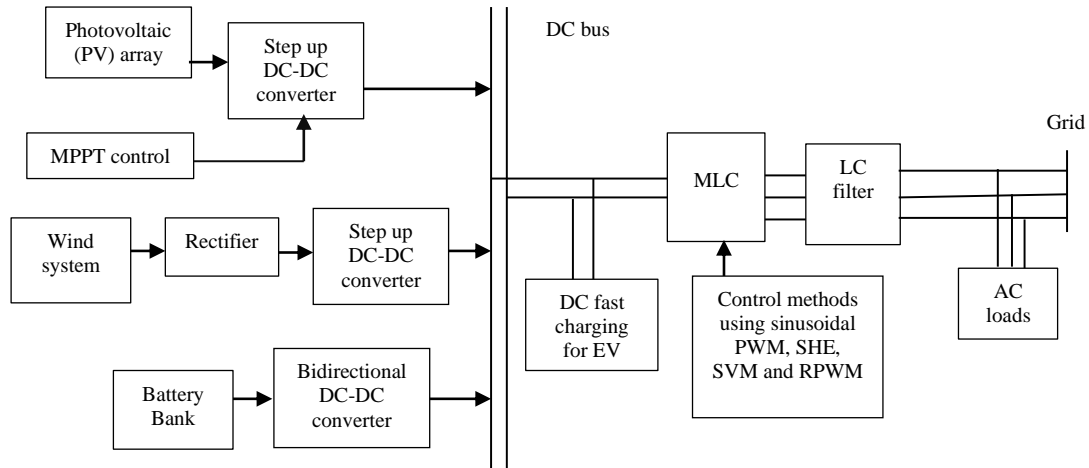 Photovoltaic
(PV) array
Step up
DC-DC
converter
DC bus
MPPT control
Grid
MLC
LC
filter
Wind
system
Rectifier
Step up
DC-DC
converter
DC fast
charging
for EV
Control methods
using sinusoidal
PWM, SHE,
SVM and RPWM
AC
loads
Battery
Bank
Bidirectional
DC-DC
converter